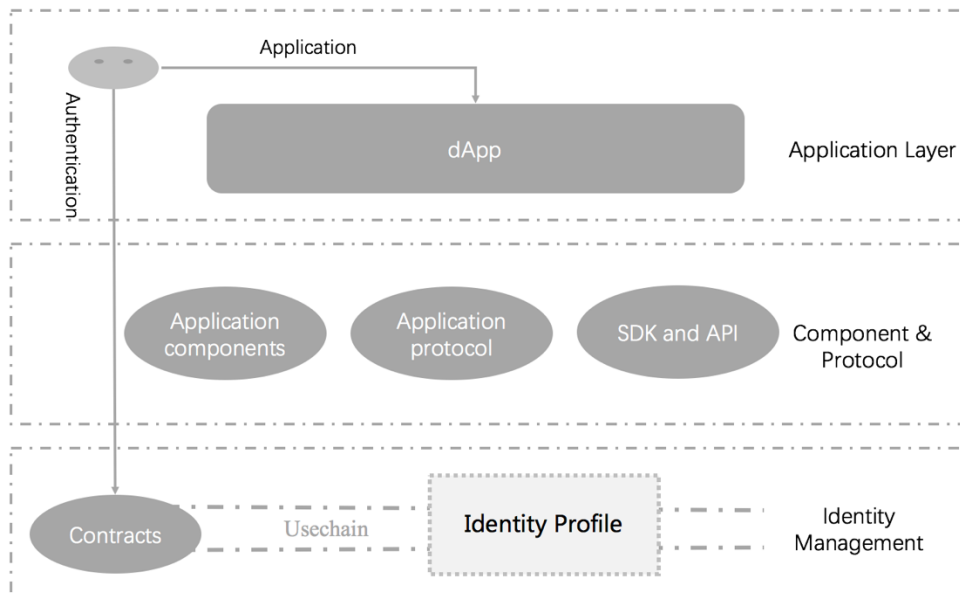 Application
Authentication
dApp
Application Layer
Application
components
Application
protocol
SDK and API
Component &
Protocol
Contracts
Usechain
Identity Profile
Identity
Management